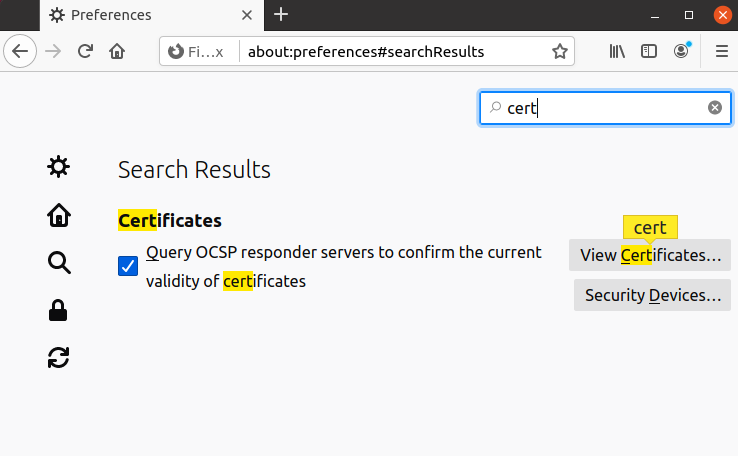 Preferences
Fi...x about:preferences#searchResults
cert
Search Results
Certificates
cert
Query OCSP responder servers to confirm the current
validity of certificates
View Certificates...
Security Devices...